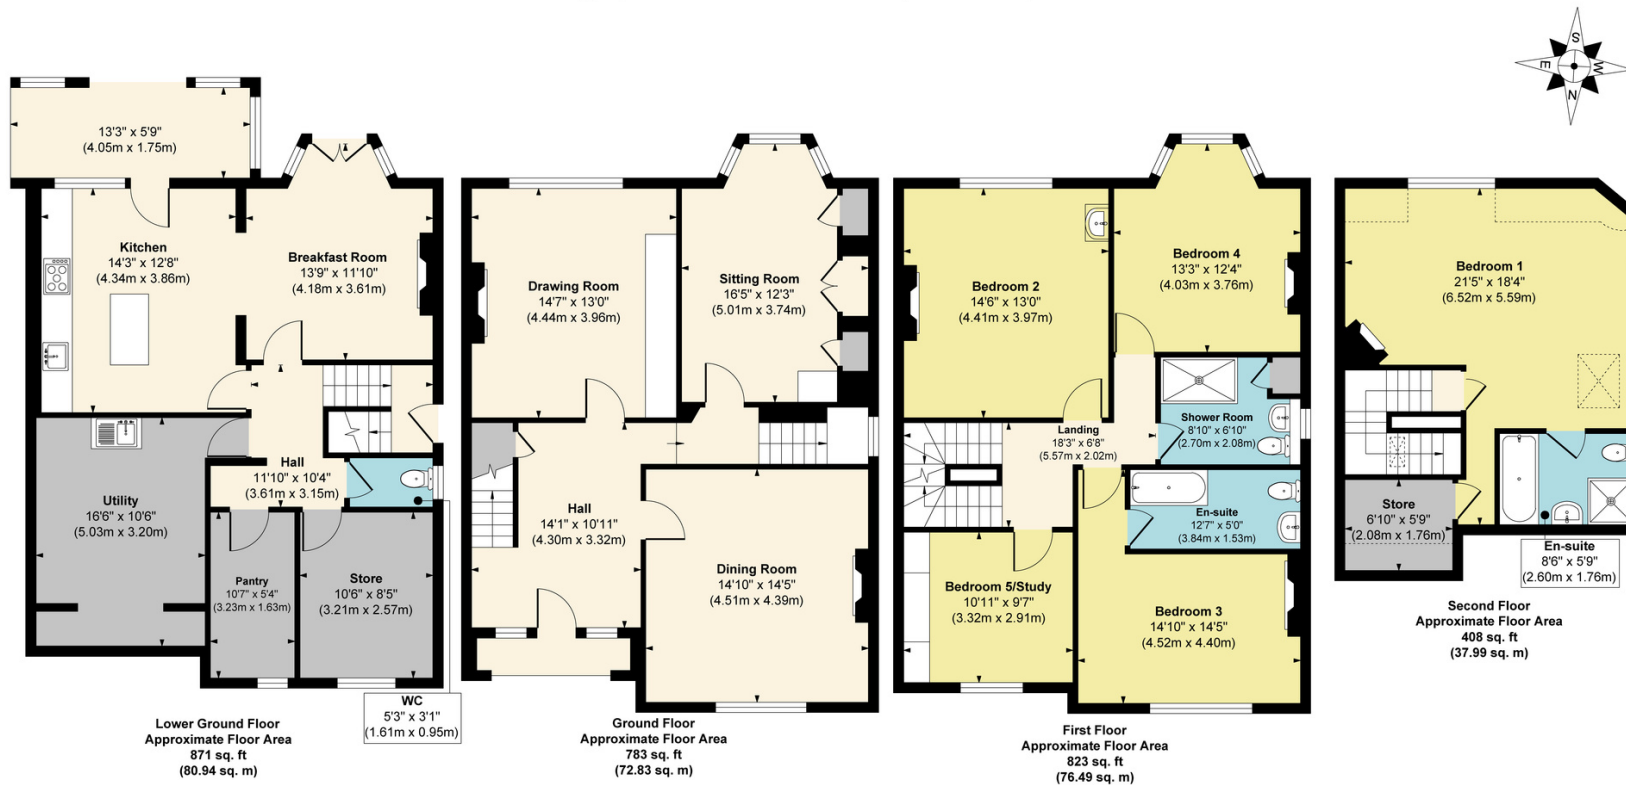 S
E
W
N
13'3" x 5'9"
(4.05m x 1.75m)
Kitchen
14'3" x 12'8"
(4.34m x 3.86m)
Breakfast Room
13'9" x 11'10"
(4.18m x 3.61m)
Utility
16'6" x 10'6"
(5.03m x 3.20m)
Hall
11'10" x 10'4"
(3.61m x 3.15m)
Pantry
10'7" x 5'4"
(3.23m x 1.63m)
Store
10'6" x 8'5"
(3.21m x 2.57m)
WC
5'3" x 3'1"
(1.61m x 0.95m)
Lower Ground Floor
Approximate Floor Area
871 sq. ft
(80.94 sq. m)
Drawing Room
14'7" x 13'0"
(4.44m x 3.96m)
Sitting Room
16'5" x 12'3"
(5.01m x 3.74m)
Hall
14'1" x 10'11"
(4.30m x 3.32m)
Dining Room
14'10" x 14'5"
(4.51m x 4.39m)
Ground Floor
Approximate Floor Area
783 sq. ft
(72.83 sq. m)
Bedroom 2
14'6" x 13'0"
(4.41m x 3.97m)
Bedroom 4
13'3" x 12'4"
(4.03m x 3.76m)
Shower Room
8'10" x 6'10"
(2.70m x 2.08m)
Landing
18'3" x 6'8"
(5.57m x 2.02m)
En-suite
12'7" x 5'0"
(3.84m x 1.53m)
Bedroom 5/Study
10'11" x 9'7"
(3.32m x 2.91m)
Bedroom 3
14'10" x 14'5"
(4.52m x 4.40m)
First Floor
Approximate Floor Area
823 sq. ft
(76.49 sq. m)
Bedroom 1
21'5" x 18'4"
(6.52m x 5.59m)
Store
6'10" x 5'9"
(2.08m x 1.76m)
En-suite
8'6" x 5'9"
(2.60m x 1.76m)
Second Floor
Approximate Floor Area
408 sq. ft
(37.99 sq. m)